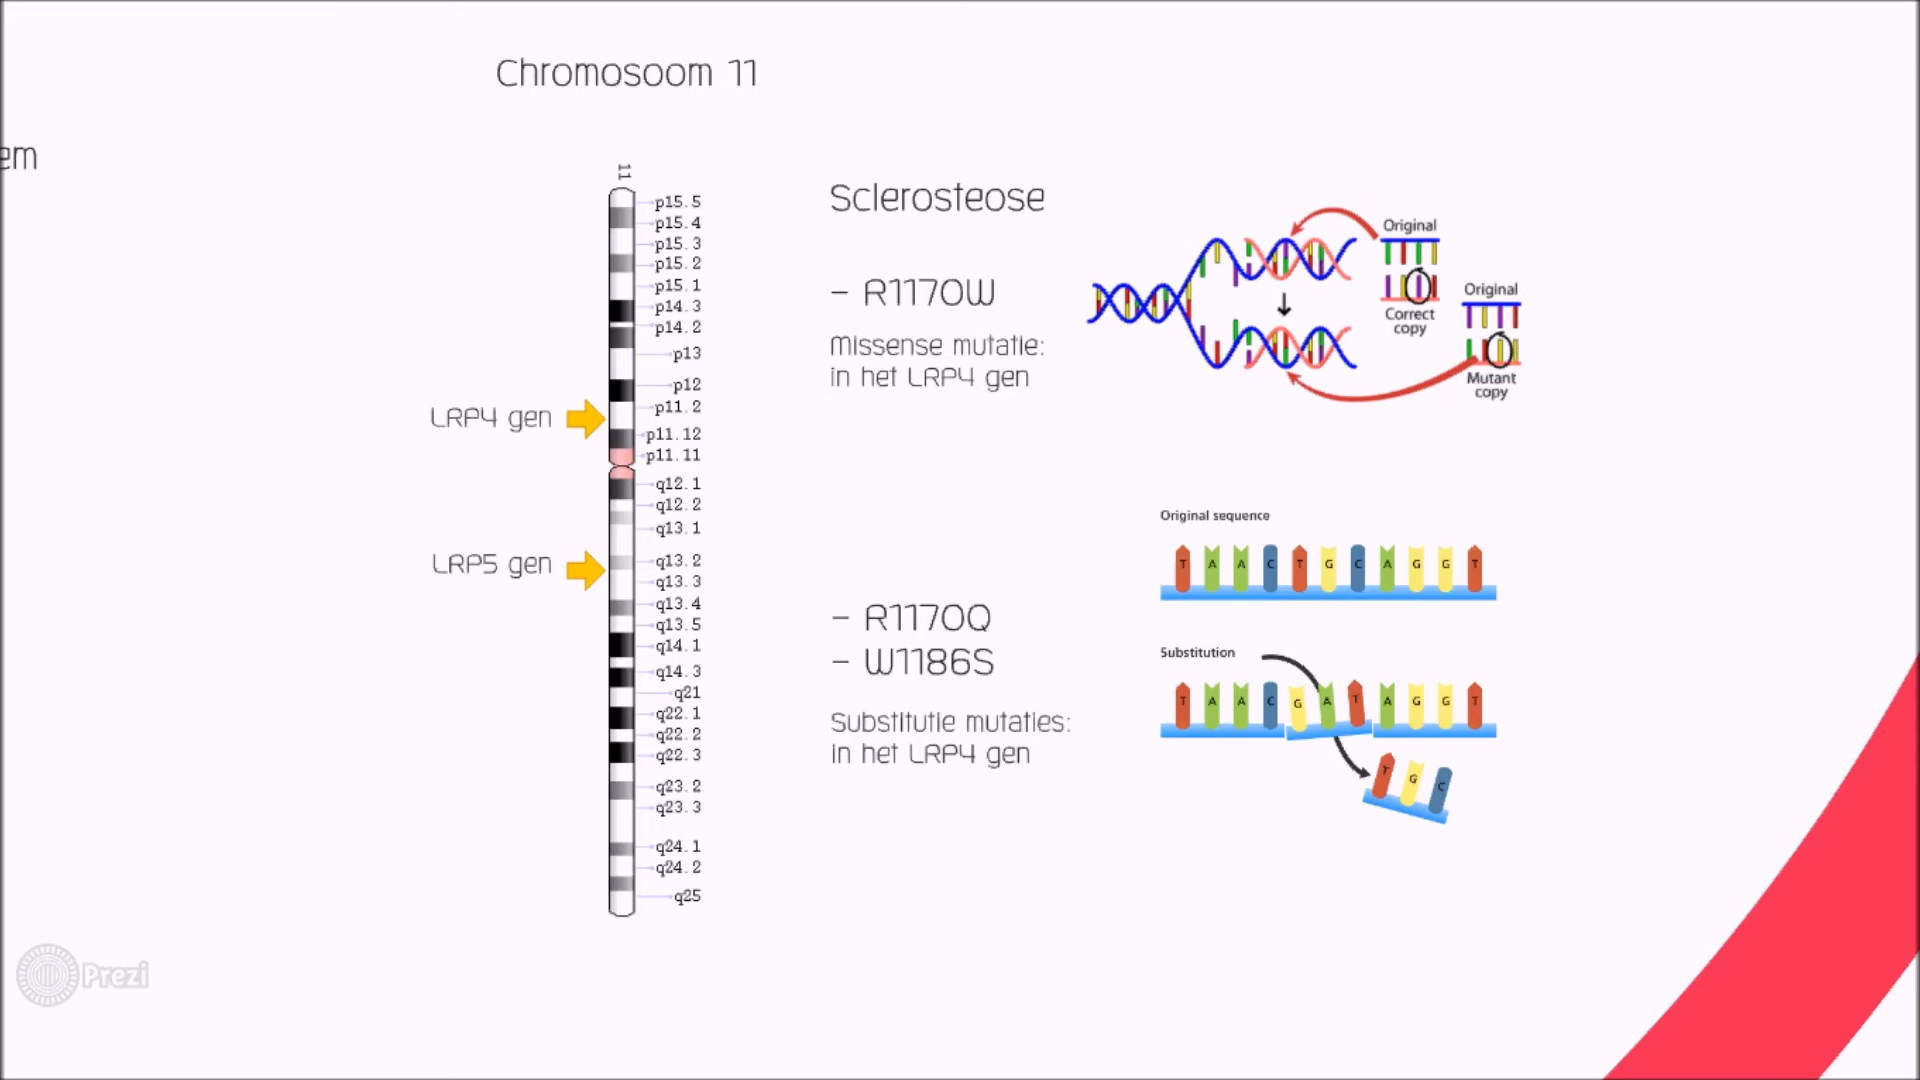 Chromosoom 11
em
11
p15.5
p15.4
p15.3
p15.2
p15.1
p14.3
p14.2
p13
p12
p11.2
p11.12
p11.11
q12.1
q12.2
q13.1
q13.2
q13.3
q13.4
q13.5
q14.1
q14.3
q21
q22.1
q22.2
q22.3
q23.2
q23.3
q24.1
q24.2
q25
LRP4 gen
LRP5 gen
Sclerosteose
- R1170W
Missense mutatie:
in het LRP4 gen
Original
Correct
copy
Original
Mutant
copy
- R1170Q
- W1186S
Substitutie mutaties:
in het LRP4 gen
Original sequence
T A A C T G C A G G T
Substitution
T A A C G A T A G G T
T G C
Prezi